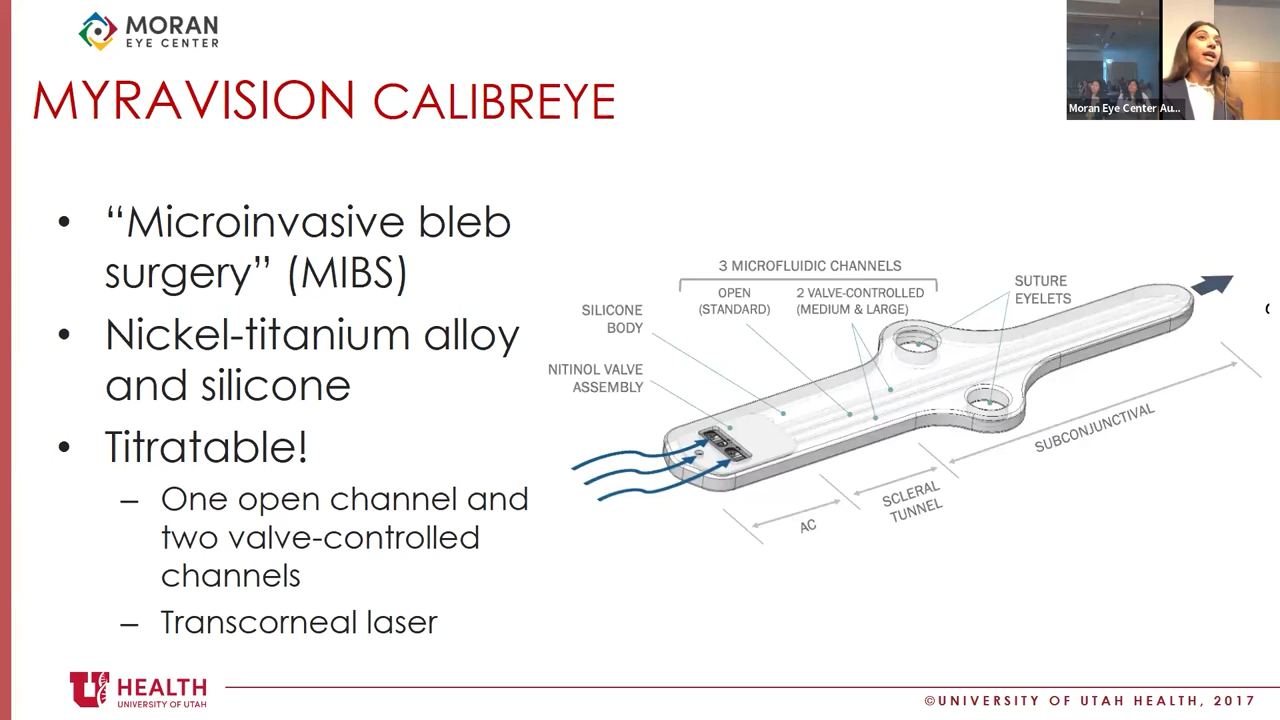 MORAN
EYE CENTER
Moran Eye Center Au...
MYRAVISION CALIBREYE
• “Microinvasive bleb
surgery” (MIBS)
• Nickel-titanium alloy
and silicone
• Titratable!
– One open channel and
two valve-controlled
channels
– Transcorneal laser
3 MICROFLUIDIC CHANNELS
OPEN
(STANDARD)
2 VALVE-CONTROLLED
(MEDIUM & LARGE)
SUTURE
EYELETS
SILICONE
BODY
NITINOL VALVE
ASSEMBLY
SUBCONJUNCTIVAL
SCLERAL
TUNNEL
AC
U HEALTH
UNIVERSITY OF UTAH
©UNIVERSITY OF UTAH HEALTH, 2017